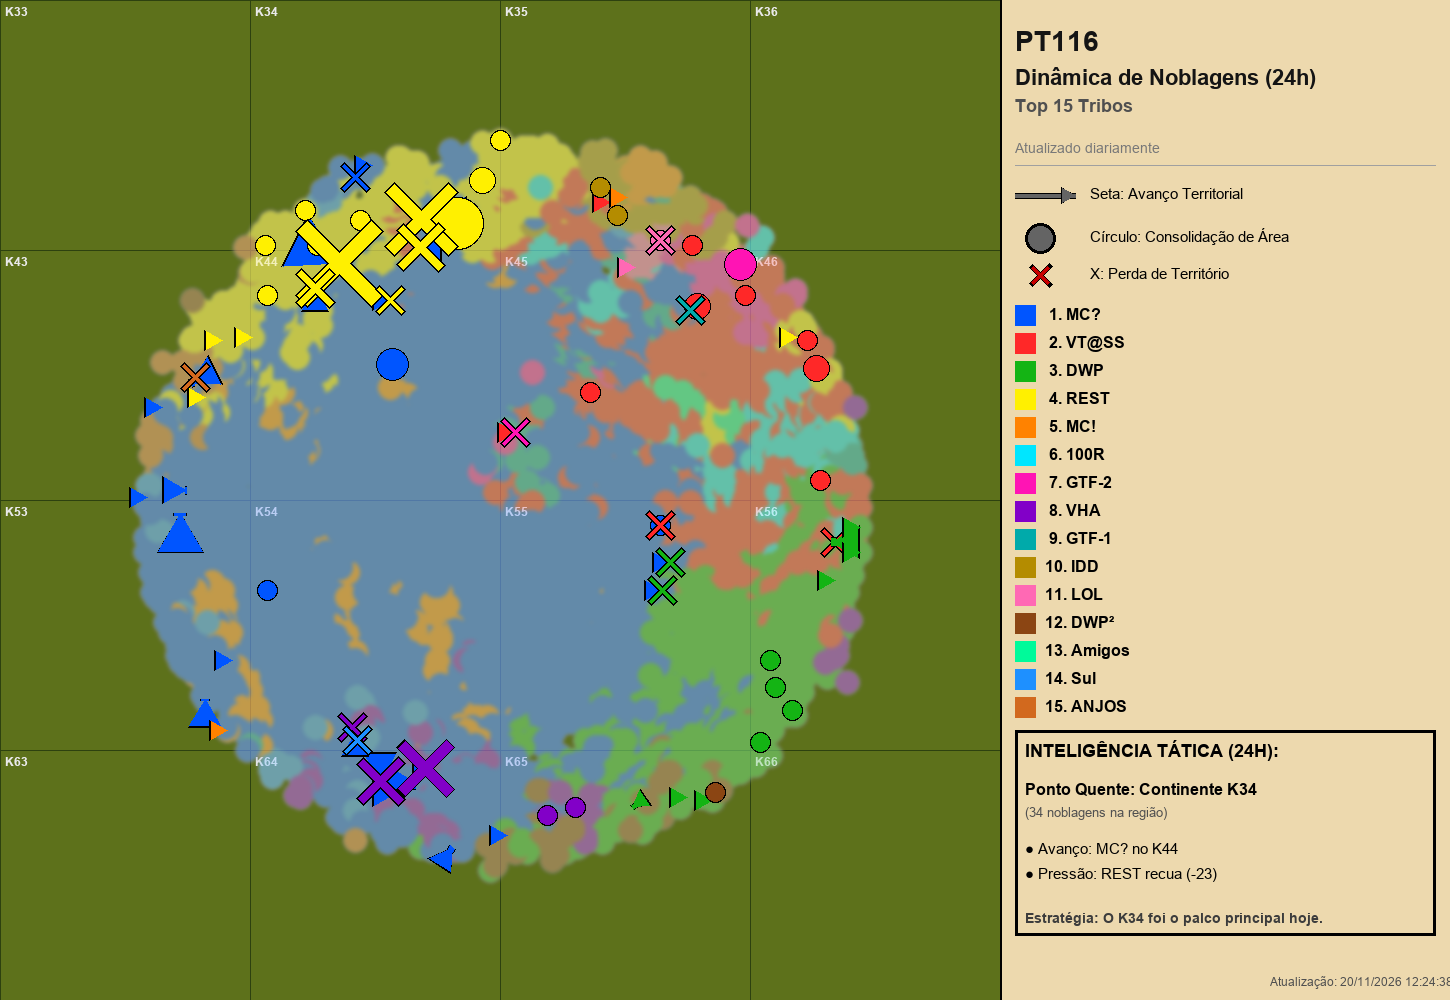 K33
K34
K35
K36
K43
K44
K45
K46
K53
K54
K55
K56
K63
K64
K65
K66
PT116
Dinâmica de Noblagens (24h)
Top 15 Tribos
Atualizado diariamente
Seta: Avanço Territorial
Círculo: Consolidação de Área
X: Perda de Território
1. MC?
2. VT@SS
3. DWP
4. REST
5. MC!
6. 100R
7. GTF-2
8. VHA
9. GTF-1
10. IDD
11. LOL
12. DWP²
13. Amigos
14. Sul
15. ANJOS
INTELIGÊNCIA TÁTICA (24H):
Ponto Quente: Continente K34
(34 noblagens na região)
● Avanço: MC? no K44
● Pressão: REST recua (-23)
Estratégia: O K34 foi o palco principal hoje.
Atualização: 20/11/2026 12:24:38